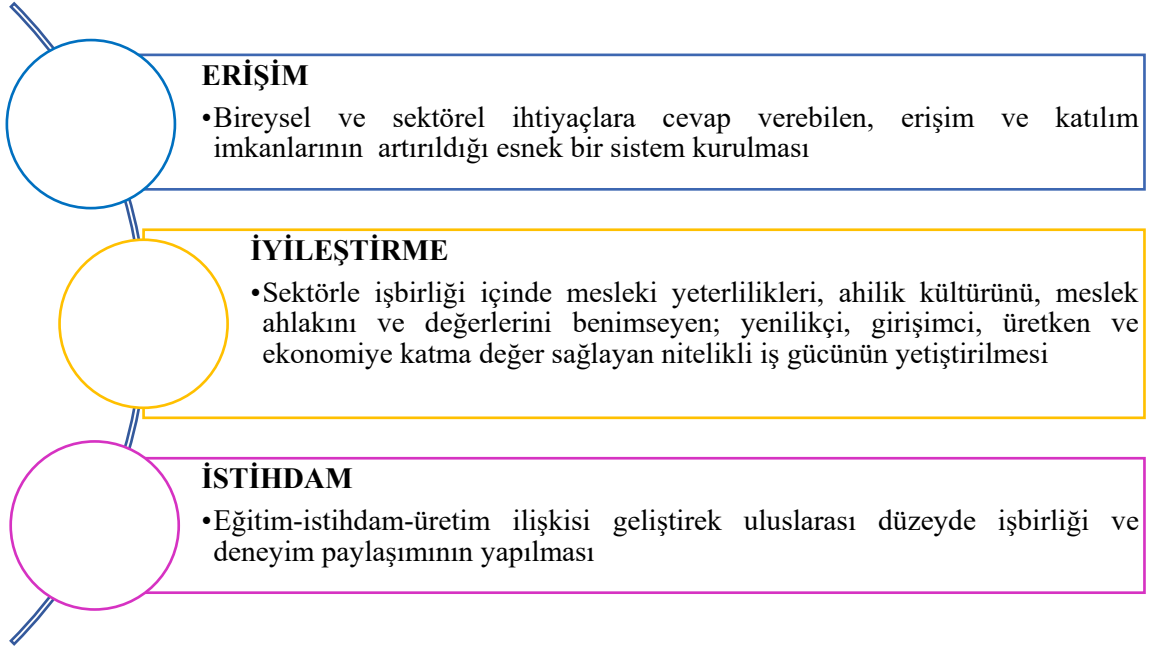 ERİŞİM
•Bireysel ve sektörel ihtiyaçlara cevap verebilen, erişim ve katılım
imkanlarının artırıldığı esnek bir sistem kurulması
İYİLEŞTİRME
•Sektörle işbirliği içinde mesleki yeterlilikleri, ahilik kültürünü, meslek
ahlakını ve değerlerini benimseyen; yenilikçi, girişimci, üretken ve
ekonomiye katma değer sağlayan nitelikli iş gücünün yetiştirilmesi
İSTİHDAM
•Eğitim-istihdam-üretim ilişkisi geliştirek uluslarası düzeyde işbirliği ve
deneyim paylaşımının yapılması